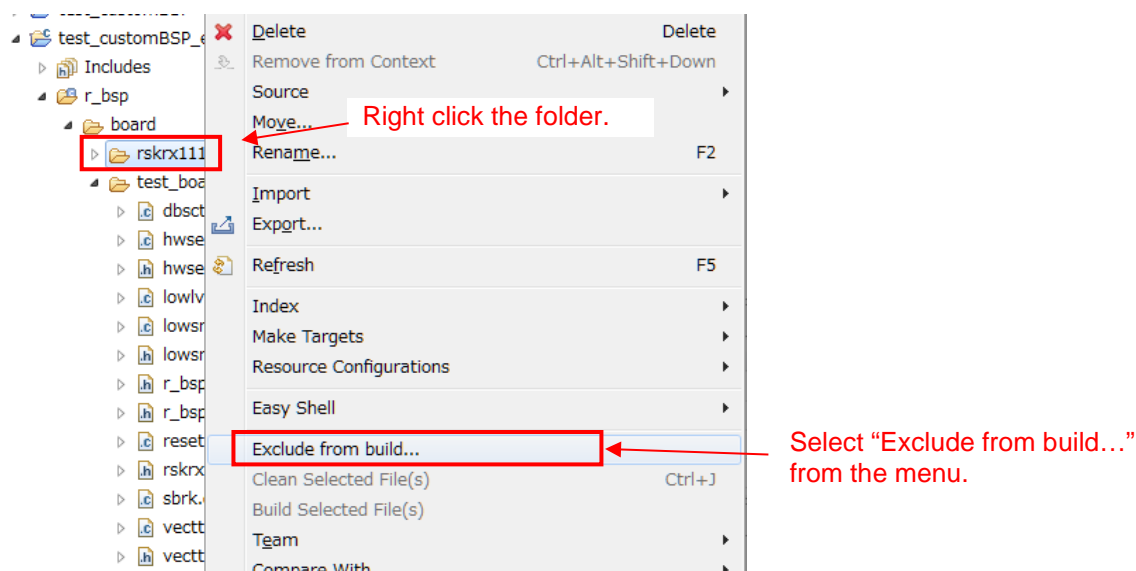 test_customBSP_e
Includes
r_bsp
board
rskrx111
test_boa
dbsct
hwse
hwse
lowlv
lowsr
lowsr
r_bsp
r_bsp
reset
rskrx
sbrk.
vectt
vectt
Delete Delete
Remove from Context Ctrl+Alt+Shift+Down
Source
Move...
Rename... F2
Import
Export...
Refresh F5
Index
Make Targets
Resource Configurations
Easy Shell
Exclude from build...
Clean Selected File(s) Ctrl+J
Build Selected File(s)
Team
Compare With
Right click the folder.
Select “Exclude from build…”
from the menu.